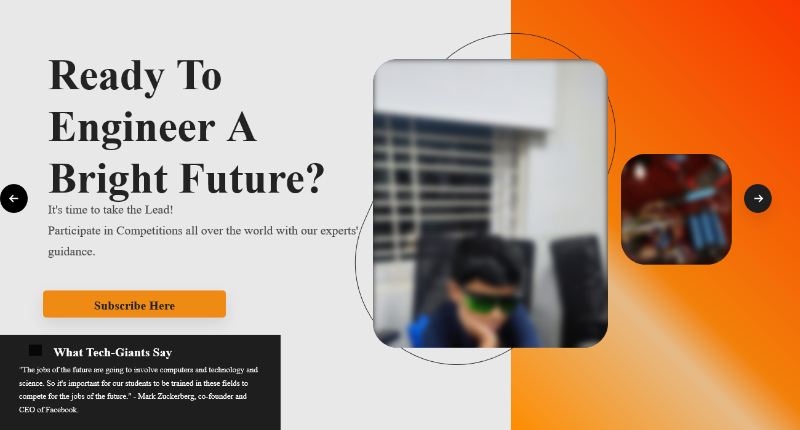 Ready To
Engineer A
Bright Future?
It's time to take the Lead!
Participate in Competitions all over the world with our experts'
guidance.
Subscribe Here
What Tech-Giants Say
"The jobs of the future are going to involve computers and technology and
science. So it's important for our students to be trained in these fields to
compete for the jobs of the future." - Mark Zuckerberg, co-founder and
CEO of Facebook.